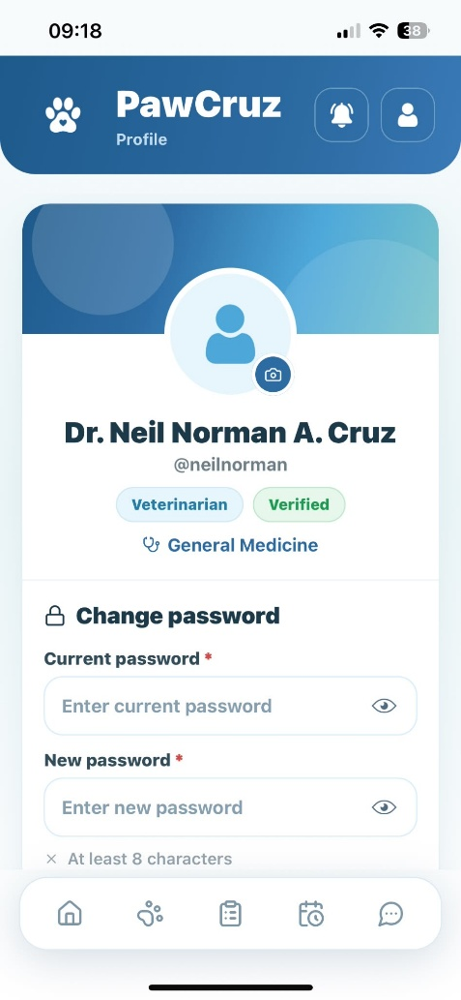 09:18
38
PawCruz
Profile
Dr. Neil Norman A. Cruz
@neilnorman
Veterinarian
Verified
General Medicine
Change password
Current password *
Enter current password
New password *
Enter new password
× At least 8 characters